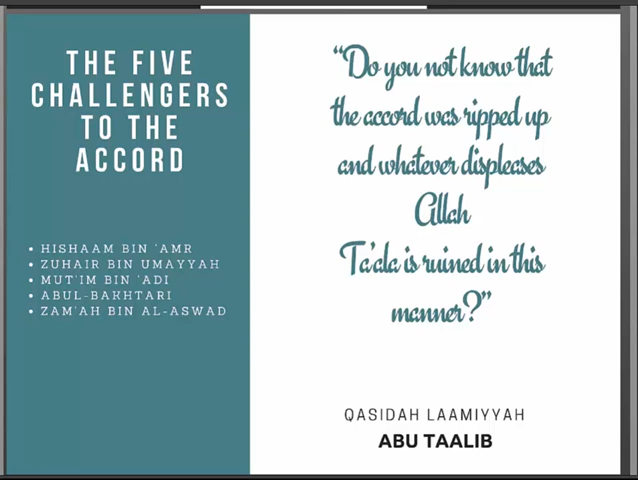 THE FIVE
CHALLENGERS
TO THE
ACCORD
• HISHAAM BIN 'AMR
• ZUHAIR BIN UMAYYAH
• MUT'IM BIN 'ADI
• ABUL-BAKHTARI
• ZAM'AH BIN AL-ASWAD
“Do you not know that
the accord was ripped up
and whatever displeases
Allah
Ta'ala is ruined in this
manner?”
QASIDAH LAAMIYYAH
ABU TAALIB